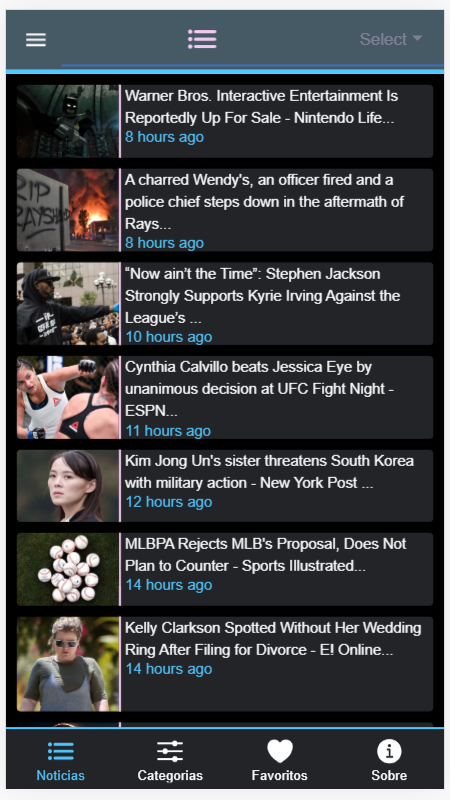 Select
Warner Bros. Interactive Entertainment Is
Reportedly Up For Sale - Nintendo Life...
8 hours ago
RIP
RAYSHARD
A charred Wendy's, an officer fired and a
police chief steps down in the aftermath of
Rays...
8 hours ago
“Now ain’t the Time”: Stephen Jackson
Strongly Supports Kyrie Irving Against the
League’s ...
10 hours ago
Cynthia Calvillo beats Jessica Eye by
unanimous decision at UFC Fight Night -
ESPN...
11 hours ago
Kim Jong Un's sister threatens South Korea
with military action - New York Post ...
12 hours ago
MLBPA Rejects MLB's Proposal, Does Not
Plan to Counter - Sports Illustrated...
14 hours ago
Kelly Clarkson Spotted Without Her Wedding
Ring After Filing for Divorce - E! Online...
14 hours ago
Noticias
Categorias
Favoritos
Sobre